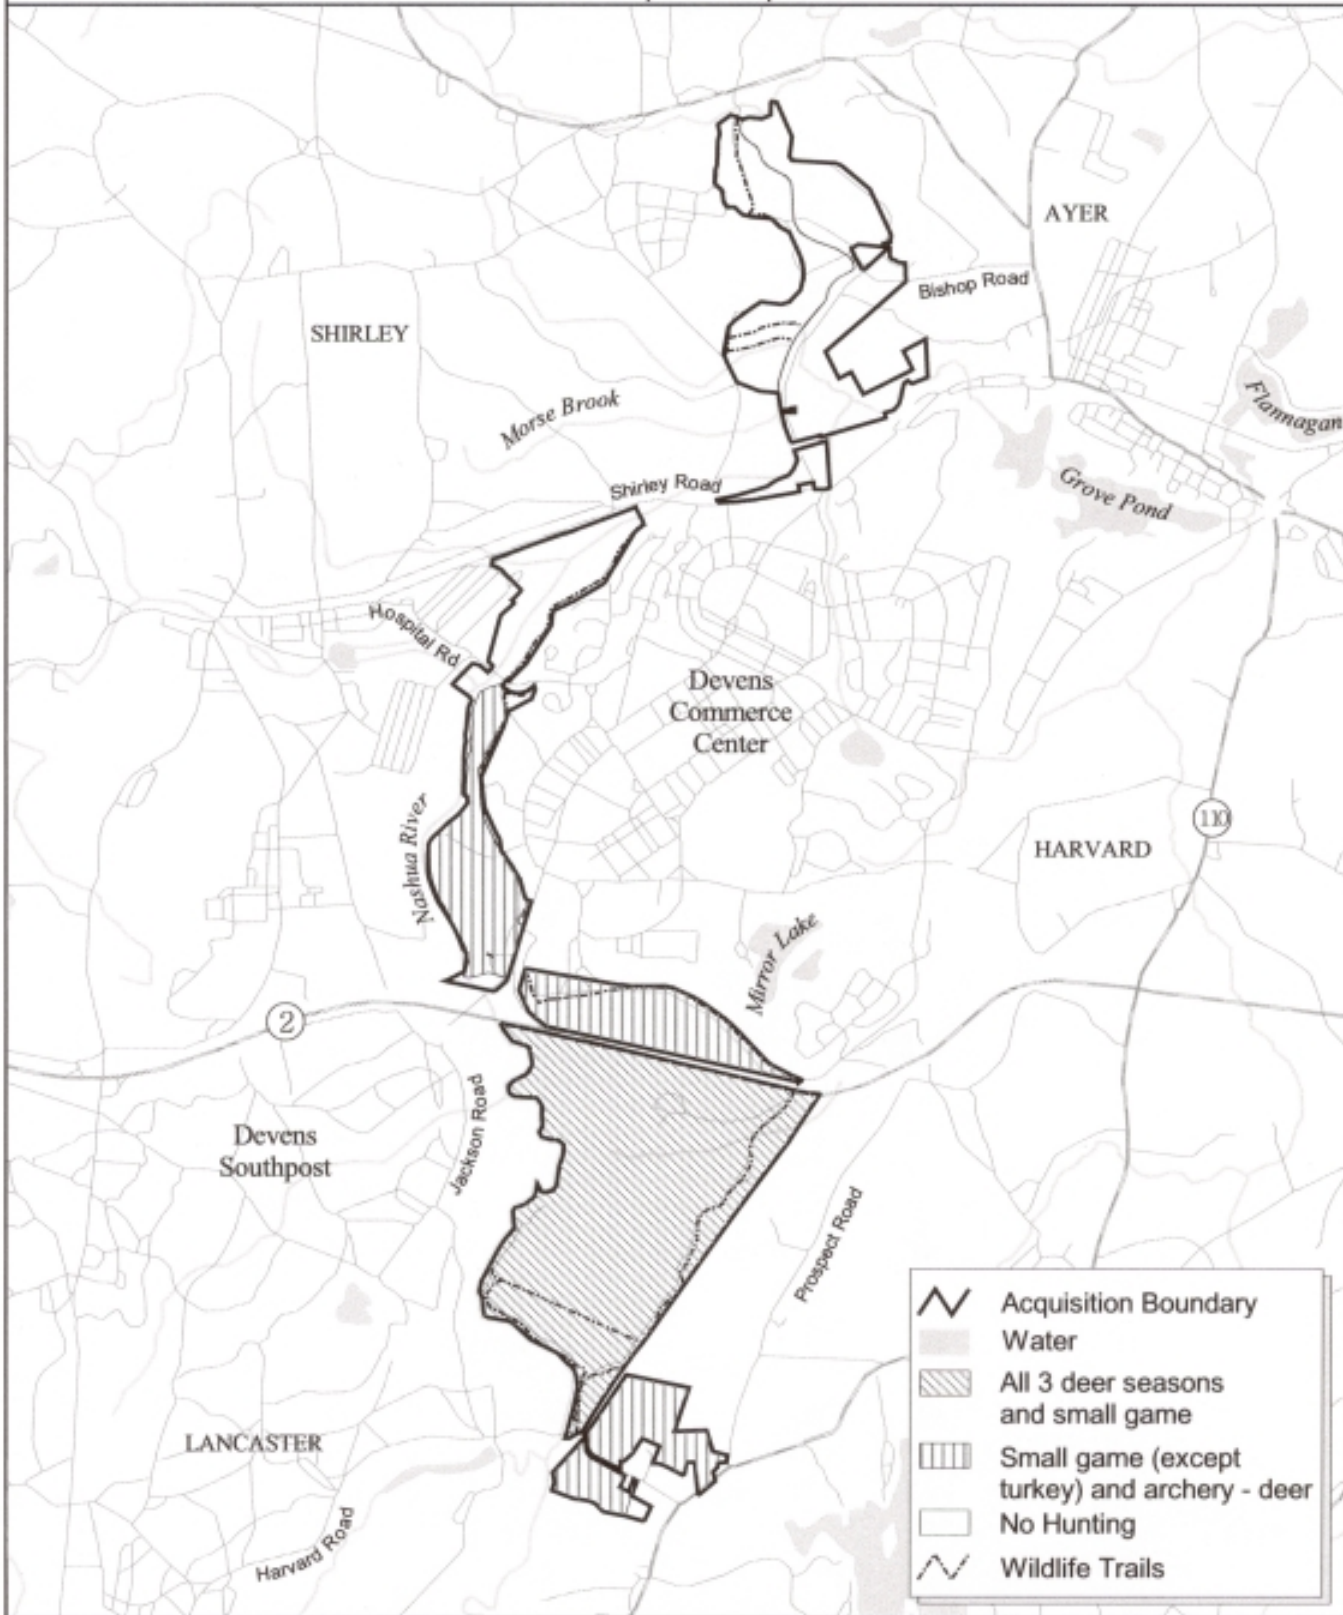 AYER
Bishop Road
SHIRLEY
Morse Brook
Flannagan
Grove Pond
Shirley Road
Hospital Rd
Devens
Commerce
Center
110
Nashua River
HARVARD
Mirror Lake
2
Jackson Road
Devens
Southpost
Prospect Road
LANCASTER
Harvard Road
Acquisition Boundary
Water
All 3 deer seasons
and small game
Small game (except
turkey) and archery - deer
No Hunting
Wildlife Trails